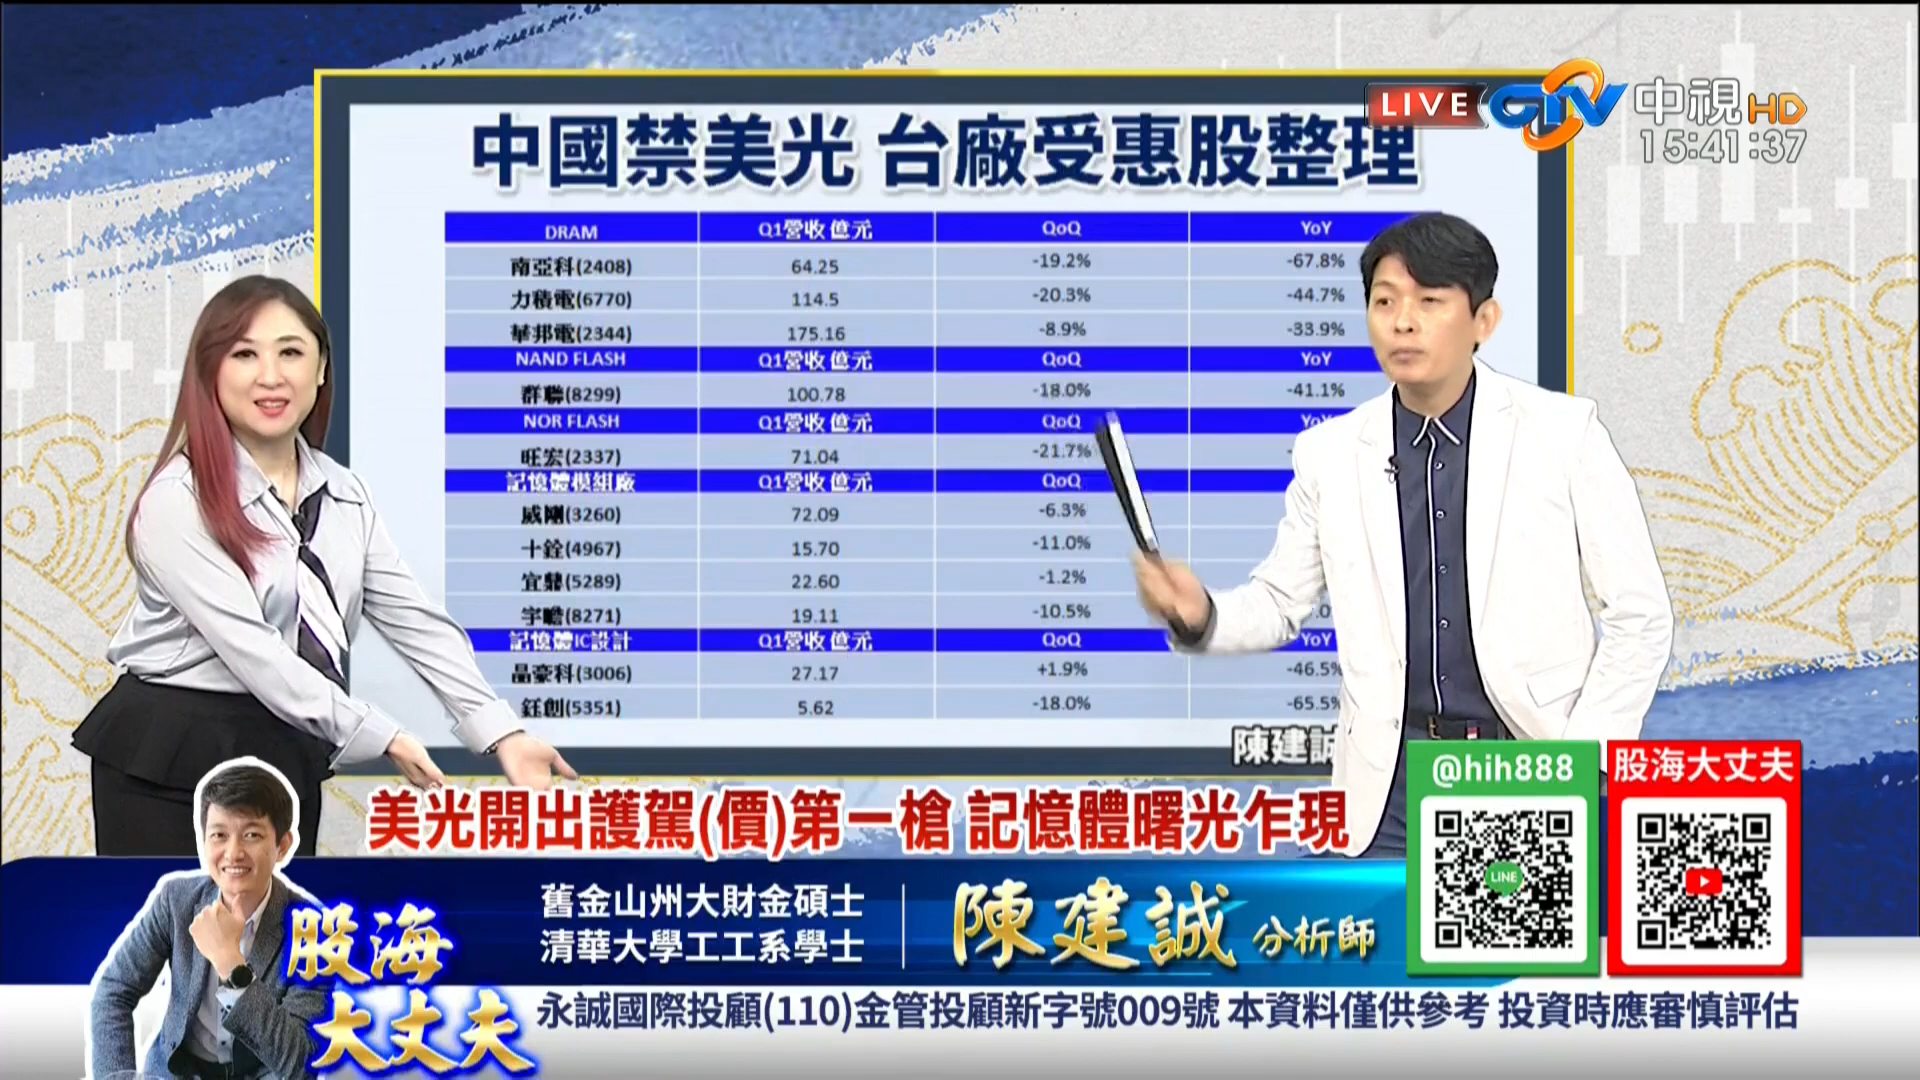 LIVE CTV 中視HD
15:41:37
中國禁美光 台廠受惠股整理
DRAM Q1營收 億元 QoQ YoY
南亞科(2408) 64.25 -19.2% -67.8%
力積電(6770) 114.5 -20.3% -44.7%
華邦電(2344) 175.16 -8.9% -33.9%
NAND FLASH Q1營收 億元 QoQ YoY
群聯(8299) 100.78 -18.0% -41.1%
NOR FLASH Q1營收 億元 QoQ
旺宏(2337) 71.04 -21.7%
記憶體模組廠 Q1營收 億元 QoQ
威剛(3260) 72.09 -6.3%
十銓(4967) 15.70 -11.0%
宜鼎(5289) 22.60 -1.2%
宇瞻(8271) 19.11 -10.5%
記憶體IC設計 Q1營收 億元 QoQ YoY
晶豪科(3006) 27.17 +1.9% -46.5%
鈺創(5351) 5.62 -18.0% -65.5%
陳建誠
美光開出護駕(價)第一槍 記憶體曙光乍現
@hih888
股海大丈夫
LINE
股海
大丈夫
舊金山州大財金碩士
清華大學工工系學士
陳建誠 分析師
永誠國際投顧(110)金管投顧新字號009號 本資料僅供參考 投資時應審慎評估